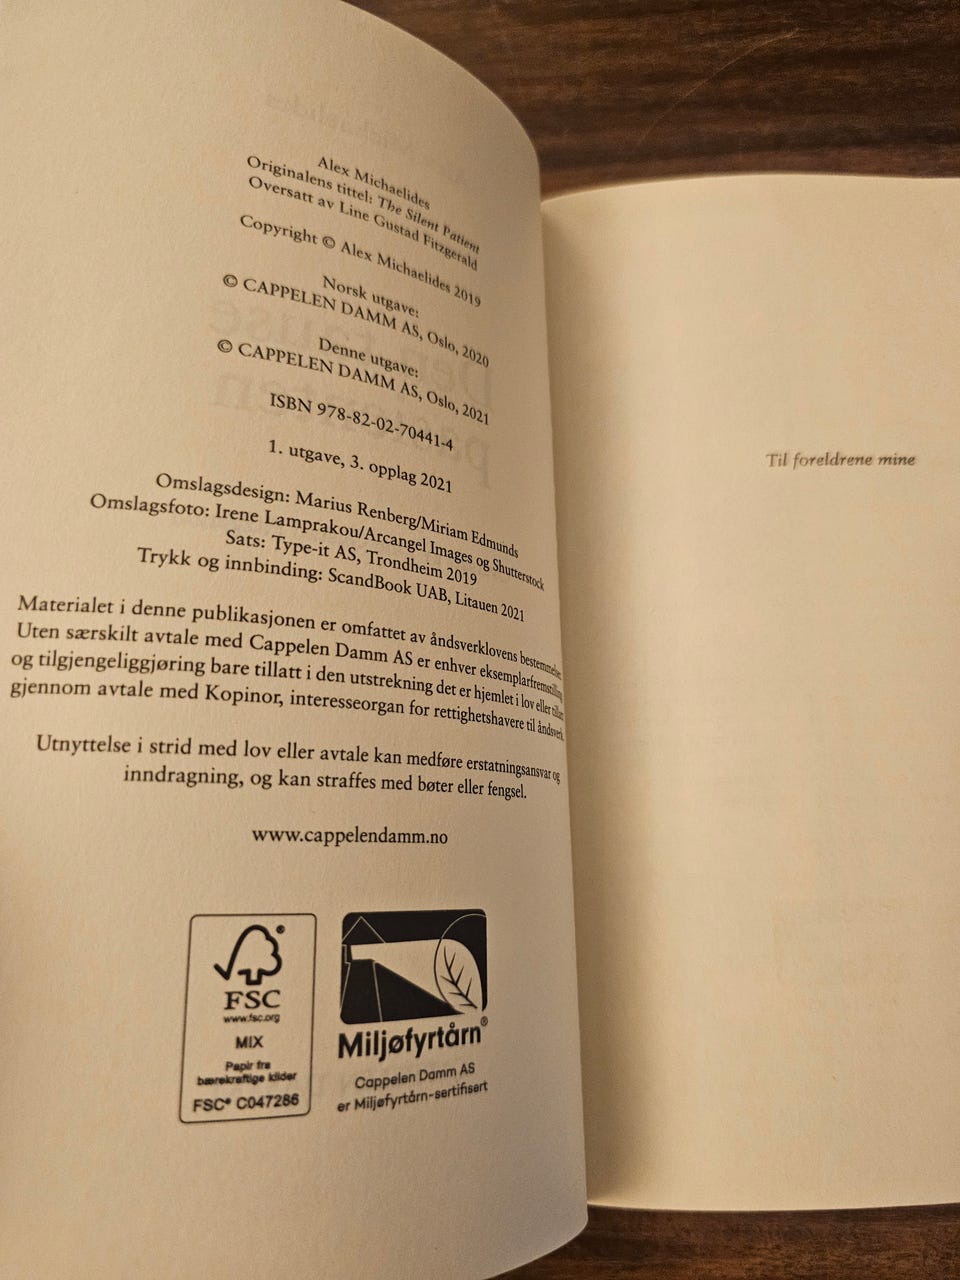 Alex Michaelides
Originalens tittel: The Silent Patient
Oversatt av Line Gustad Fitzgerald
Copyright © Alex Michaelides 2019
Norsk utgave:
© CAPPELEN DAMM AS, Oslo, 2020
Denne utgave:
© CAPPELEN DAMM AS, Oslo, 2021
ISBN 978-82-02-70441-4
1. utgave, 3. opplag 2021
Omslagsdesign: Marius Renberg/Miriam Edmunds
Omslagsfoto: Irene Lamprakou/Arcangel Images og Shutterstock
Sats: Type-it AS, Trondheim 2019
Trykk og innbinding: ScandBook UAB, Litauen 2021
Materialet i denne publikasjonen er omfattet av åndsverklovens bestemmelser.
Uten særskilt avtale med Cappelen Damm AS er enhver eksemplarfremstilling
og tilgjengeliggjøring bare tillatt i den utstrekning det er hjemlet i lov eller tillatt
gjennom avtale med Kopinor, interesseorgan for rettighetshavere til åndsverk.
Utnyttelse i strid med lov eller avtale kan medføre erstatningsansvar og
inndragning, og kan straffes med bøter eller fengsel.
www.cappelendamm.no
FSC
www.fsc.org
MIX
Papir fra
bærekraftige kilder
FSC® C047286
Miljøfyrtårn®
Cappelen Damm AS
er Miljøfyrtårn-sertifisert
Til foreldrene mine